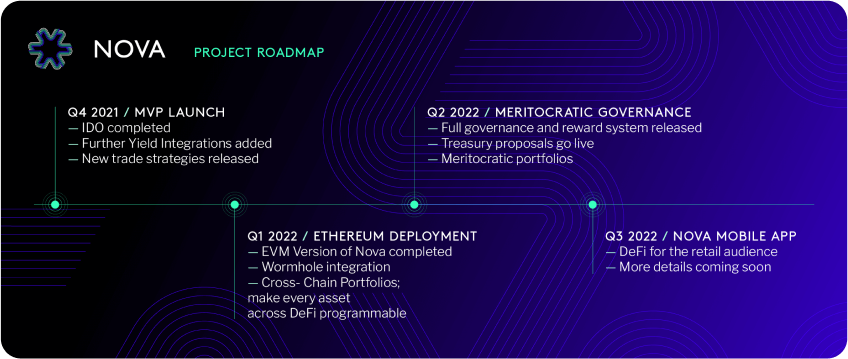 NOVA
PROJECT ROADMAP
Q4 2021 / MVP LAUNCH
— IDO completed
— Further Yield Integrations added
— New trade strategies released
Q2 2022 / MERITOCRATIC GOVERNANCE
— Full governance and reward system released
— Treasury proposals go live
— Meritocratic portfolios
Q1 2022 / ETHEREUM DEPLOYMENT
— EVM Version of Nova completed
— Wormhole integration
— Cross- Chain Portfolios;
make every asset
across DeFi programmable
Q3 2022 / NOVA MOBILE APP
— DeFi for the retail audience
— More details coming soon